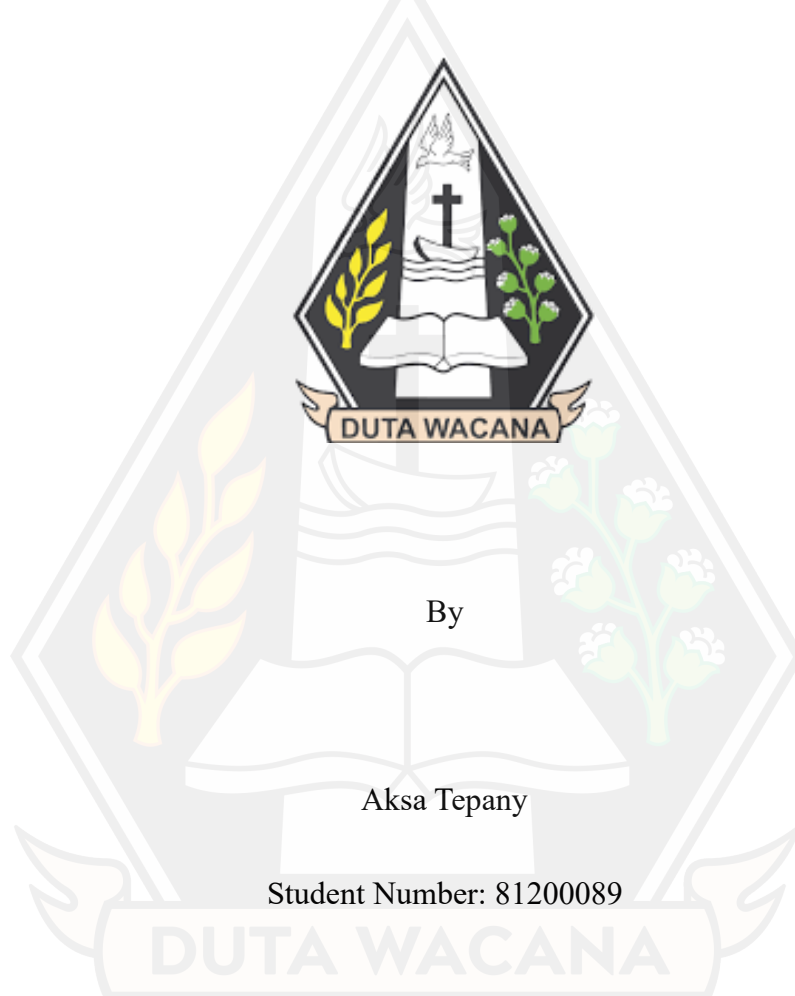 DUTA WACANA
By
Aksa Tepany
Student Number: 81200089
DUTA WACANA